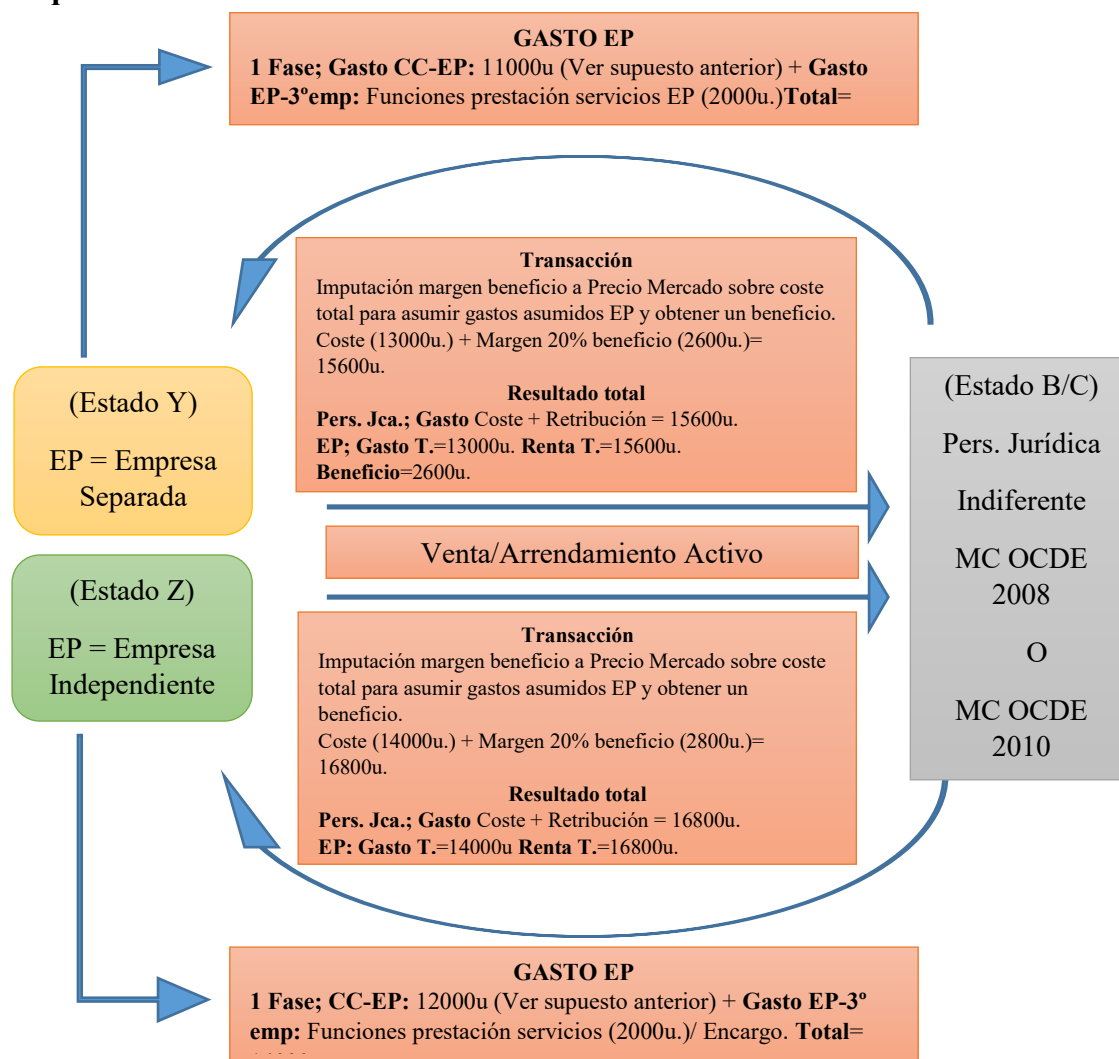 GASTO EP
1 Fase; Gasto CC-EP: 11000u (Ver supuesto anterior) + Gasto
EP-3ºemp: Funciones prestación servicios EP (2000u.)Total=
Transacción
Imputación margen beneficio a Precio Mercado sobre coste
total para asumir gastos asumidos EP y obtener un beneficio.
Coste (13000u.) + Margen 20% beneficio (2600u.)=
15600u.
Resultado total
Pers. Jca.; Gasto Coste + Retribución = 15600u.
EP; Gasto T.=13000u. Renta T.=15600u.
Beneficio=2600u.
(Estado Y)
EP = Empresa
Separada
(Estado Z)
EP = Empresa
Independiente
Venta/Arrendamiento Activo
(Estado B/C)
Pers. Jurídica
Indiferente
MC OCDE
2008
O
MC OCDE
2010
Transacción
Imputación margen beneficio a Precio Mercado sobre coste
total para asumir gastos asumidos EP y obtener un
beneficio.
Coste (14000u.) + Margen 20% beneficio (2800u.)=
16800u.
Resultado total
Pers. Jca.; Gasto Coste + Retribución = 16800u.
EP: Gasto T.=14000u Renta T.=16800u.
GASTO EP
1 Fase; CC-EP: 12000u (Ver supuesto anterior) + Gasto EP-3º
emp: Funciones prestación servicios (2000u.)/ Encargo. Total=